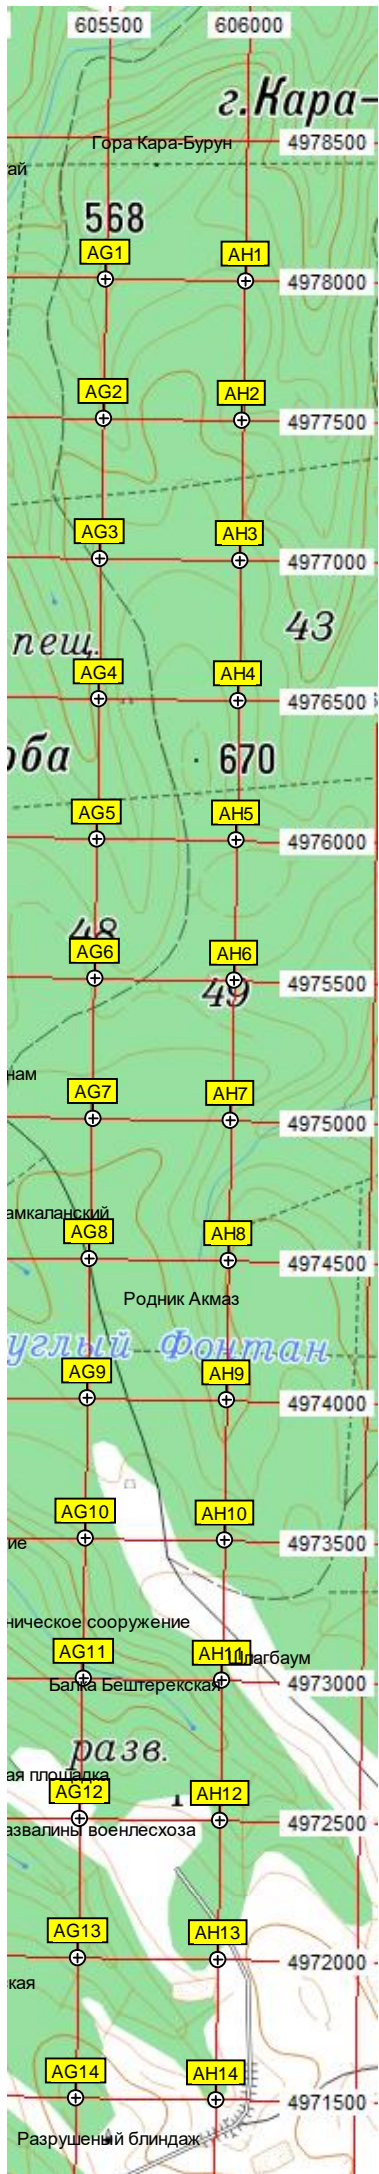 605500 606000
г.Кара-
Гора Кара-Бурун
4978500
ай
568
AG1 AH1
4978000
AG2 AH2
4977500
AG3 AH3
4977000
43
пещ.
AG4 AH4
4976500
оба
670
AG5 AH5
4976000
48
AG6 AH6
4975500
49
нам
AG7 AH7
4975000
амкаланский
AG8 AH8
4974500
Родник Акмаз
углый Фонтан
AG9 AH9
4974000
AG10 AH10
4973500
ие
ническое сооружение
AG11 AH11
Шлагбаум
Балка Бештерекская
4973000
разв.
ая площадка
AG12 AH12
4972500
азвалины военлесхоза
AG13 AH13
4972000
ская
AG14 AH14
4971500
Разрушеный блиндаж